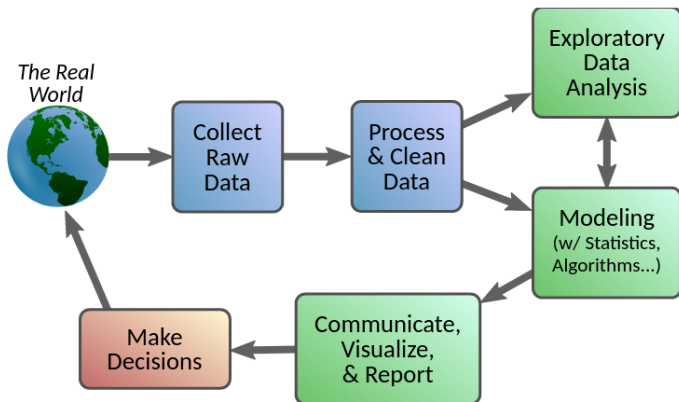 The Real
World
Collect
Raw
Data
Process
& Clean
Data
Exploratory
Data
Analysis
Modeling
(w/ Statistics,
Algorithms...)
Communicate,
Visualize,
& Report
Make
Decisions